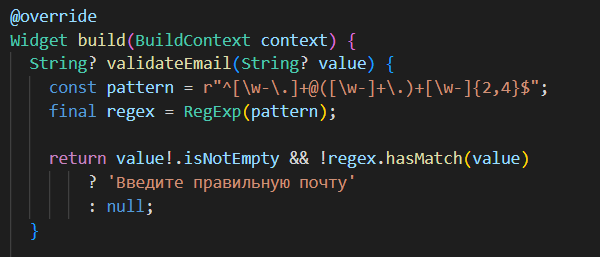 @override
Widget build(BuildContext context) {
String? validateEmail(String? value) {
const pattern = r"^[\w-\.]+@([\w-]+\.)+[\w-]{2,4}$";
final regex = RegExp(pattern);
return value!.isNotEmpty && !regex.hasMatch(value)
? 'Введите правильную почту'
: null;
}